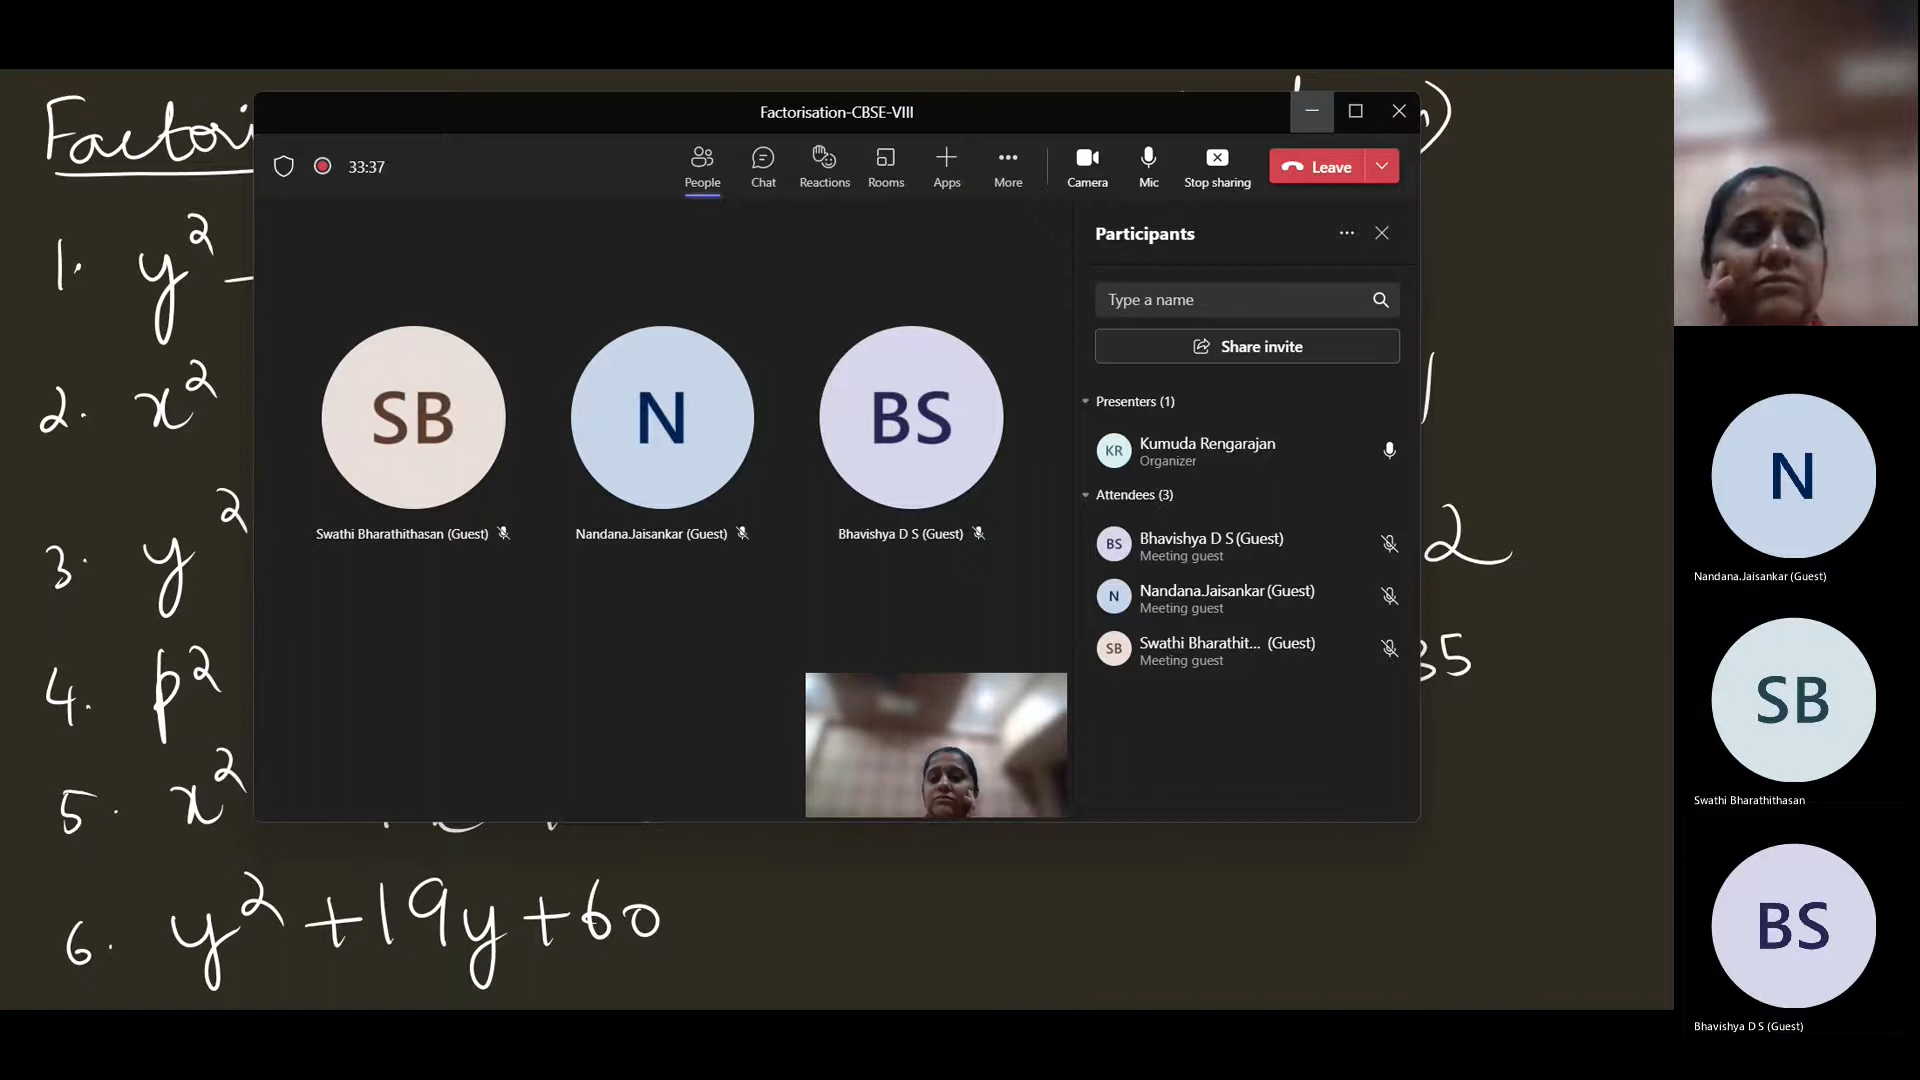 Factori
Factorisation-CBSE-VIII
33:37
People
Chat
Reactions
Rooms
Apps
More
Camera
Mic
Stop sharing
Leave
Participants
Type a name
Share invite
Presenters (1)
KR
Kumuda Rengarajan
Organizer
Attendees (3)
BS
Bhavishya D S (Guest)
Meeting guest
N
Nandana.Jaisankar (Guest)
Meeting guest
SB
Swathi Bharathit... (Guest)
Meeting guest
SB
N
BS
Swathi Bharathithasan (Guest)
Nandana.Jaisankar (Guest)
Bhavishya D S (Guest)
1. y² -
2. x²
3. y² 2
4. p² 35
5. x²
6. y² + 19y + 60
N
Nandana.Jaisankar (Guest)
SB
Swathi Bharathithasan
BS
Bhavishya D S (Guest)